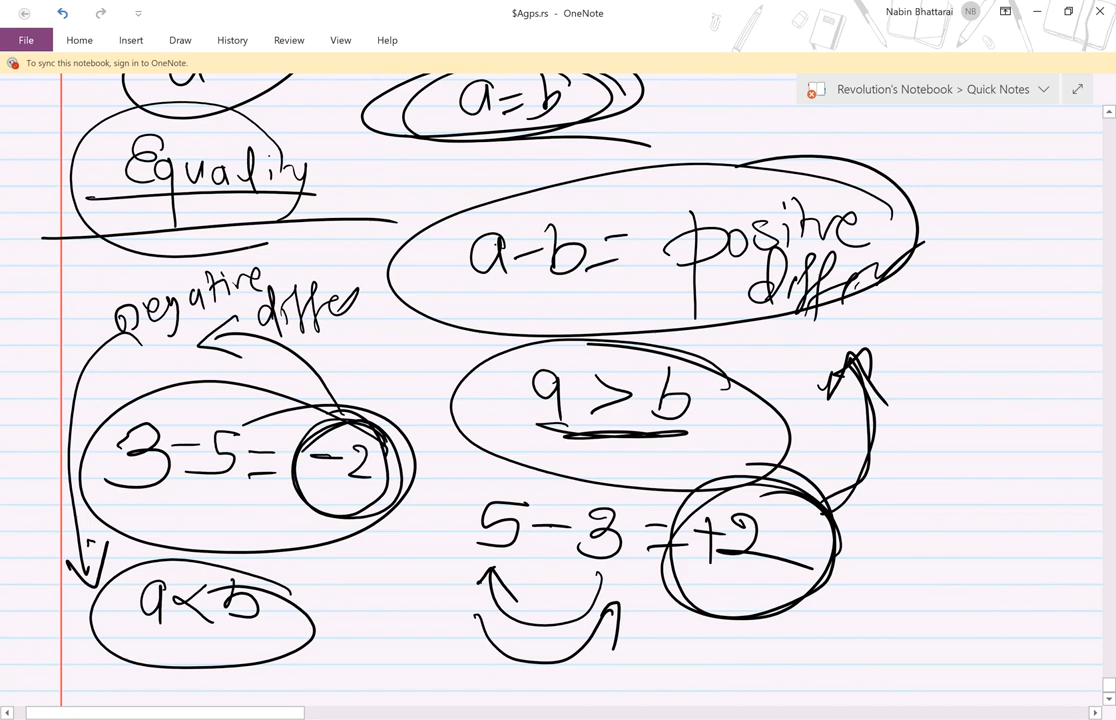 $Agps.rs - OneNote
Nabin Bhattarai NB
File Home Insert Draw History Review View Help
To sync this notebook, sign in to OneNote.
Revolution's Notebook > Quick Notes
a = b
Equality
a - b = positive
differ
negative
diffe
a > b
3 - 5 = -2
5 - 3 = +2
a < b